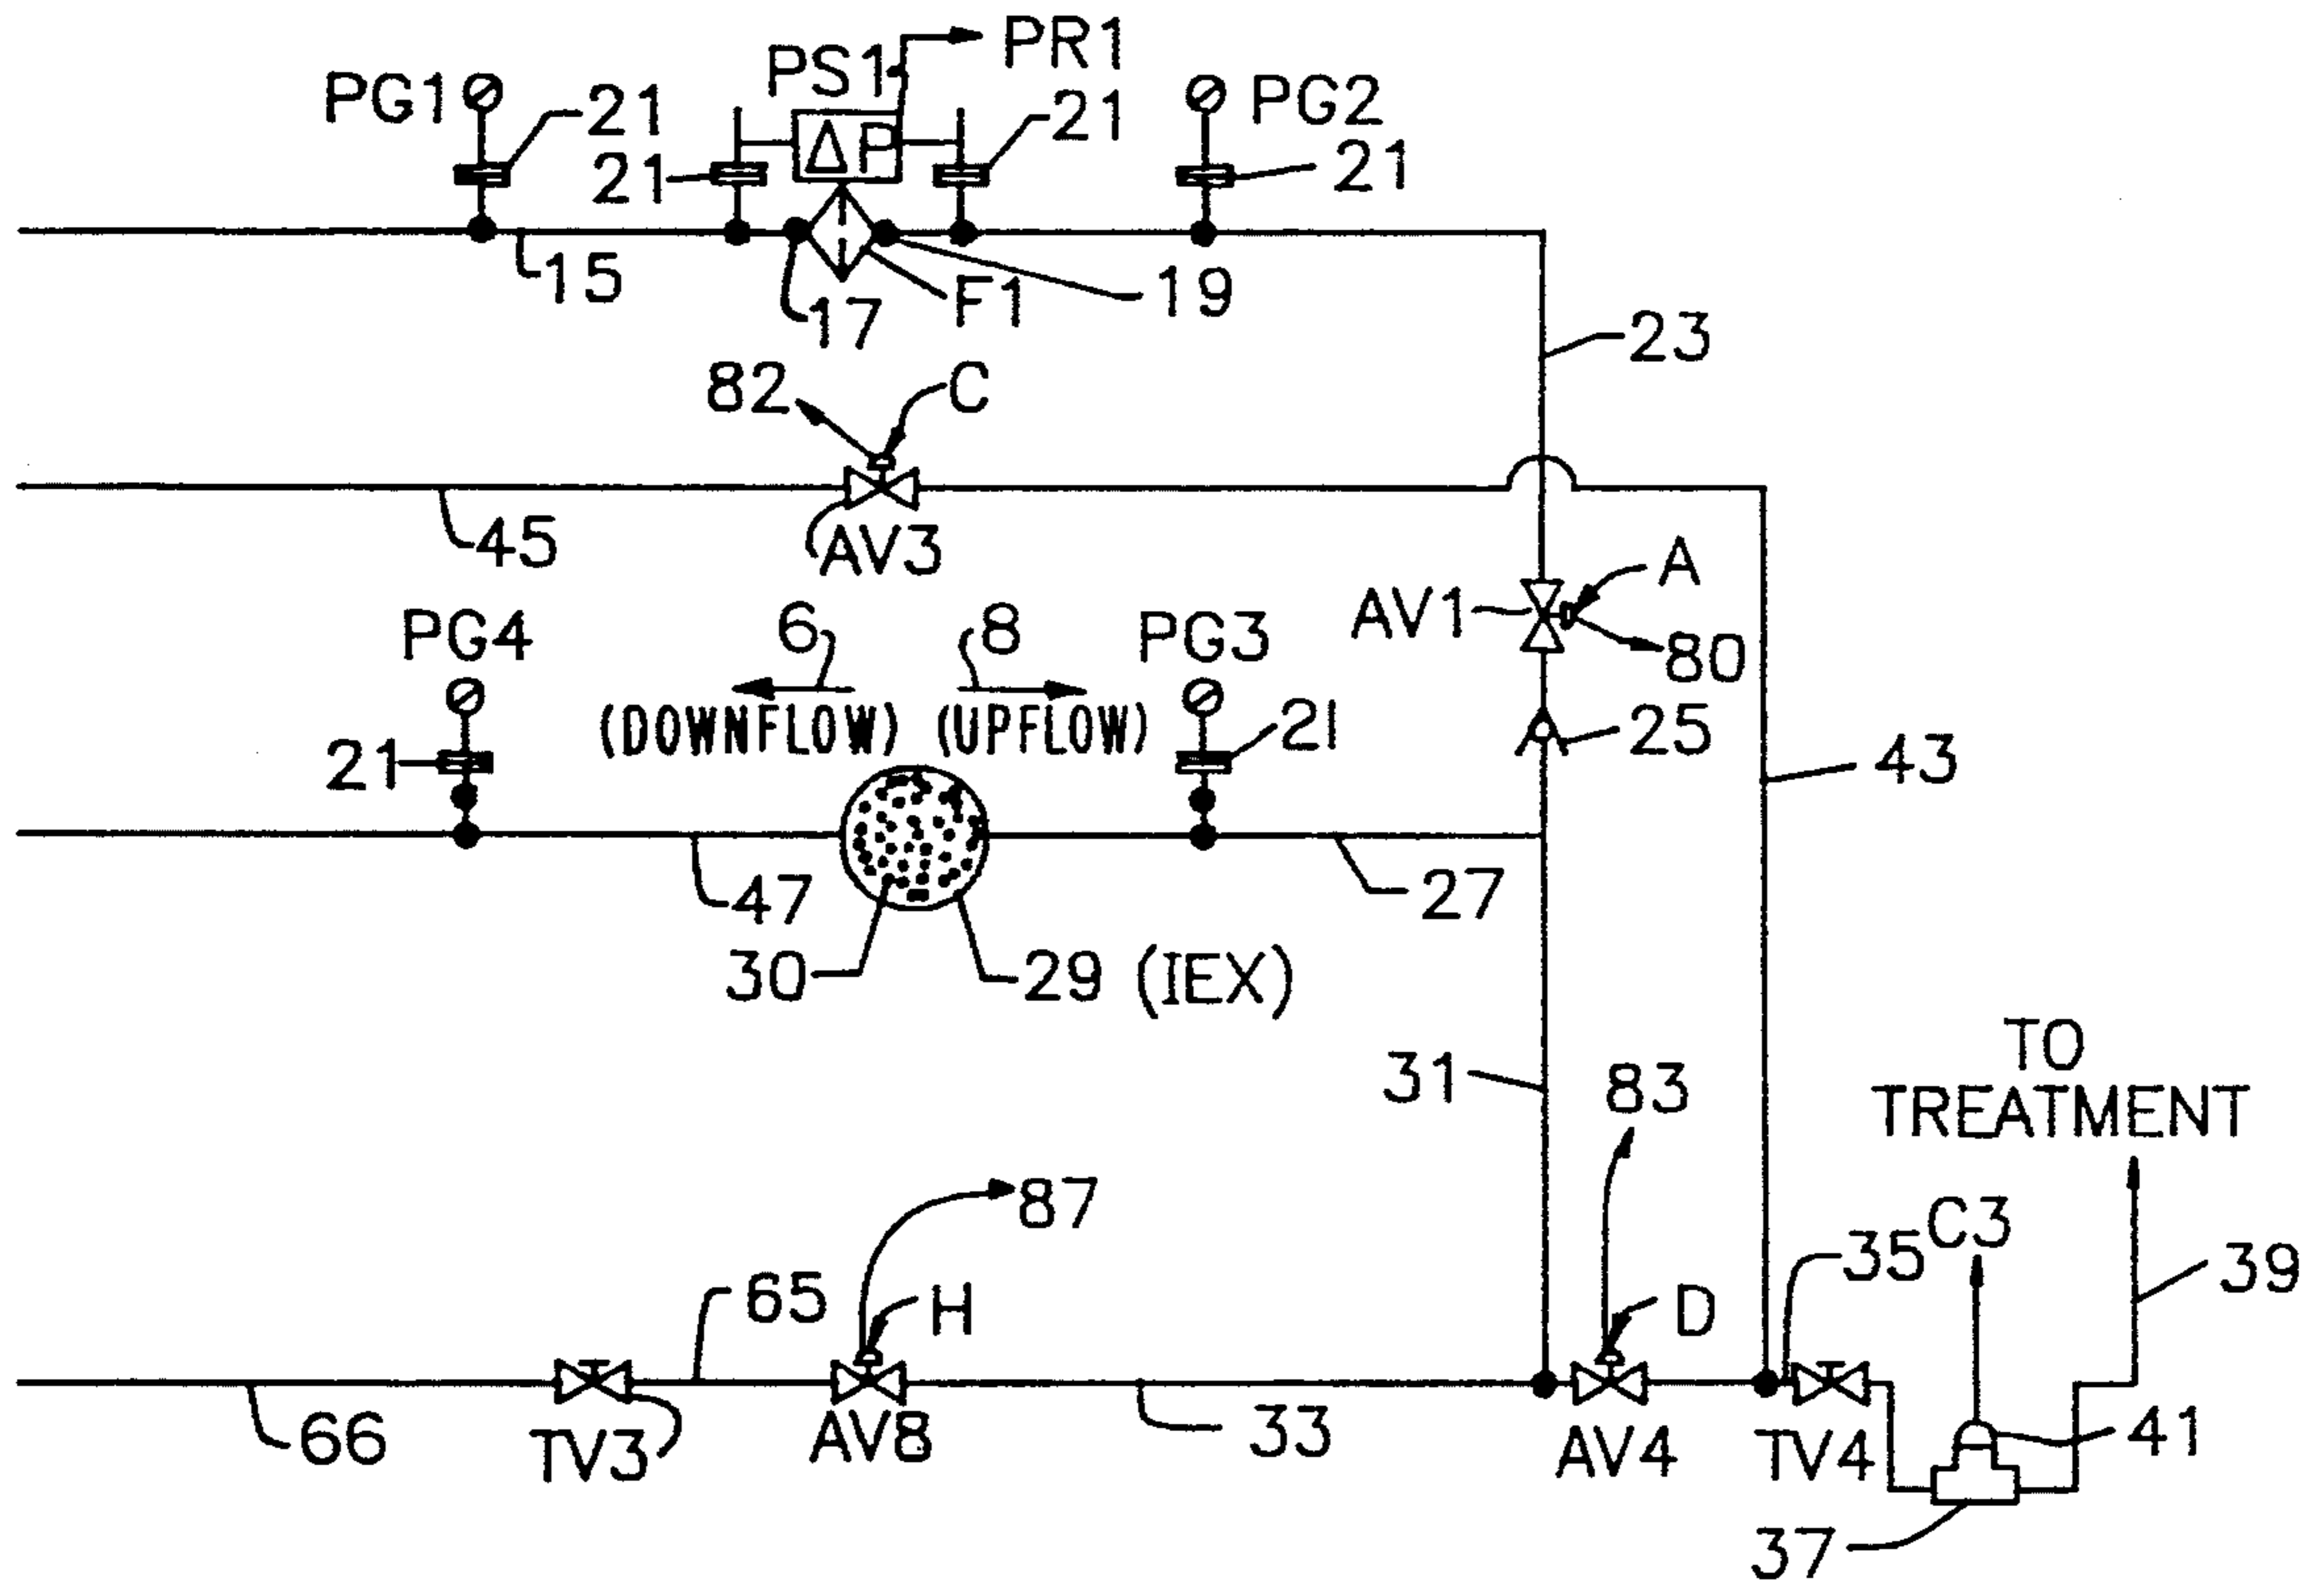 PR1
PS1
PG1
21
21
PG2
21
21
ΔP
15
17
F1
19
23
82
C
45
AV3
A
AV1
80
PG4
6
8
PG3
(DOWNFLOW) (UPFLOW)
21
25
21
43
47
27
30
29 (IEX)
TO
TREATMENT
31
83
87
C3
35
39
65
H
D
66
TV3
AV8
33
AV4
TV4
41
37